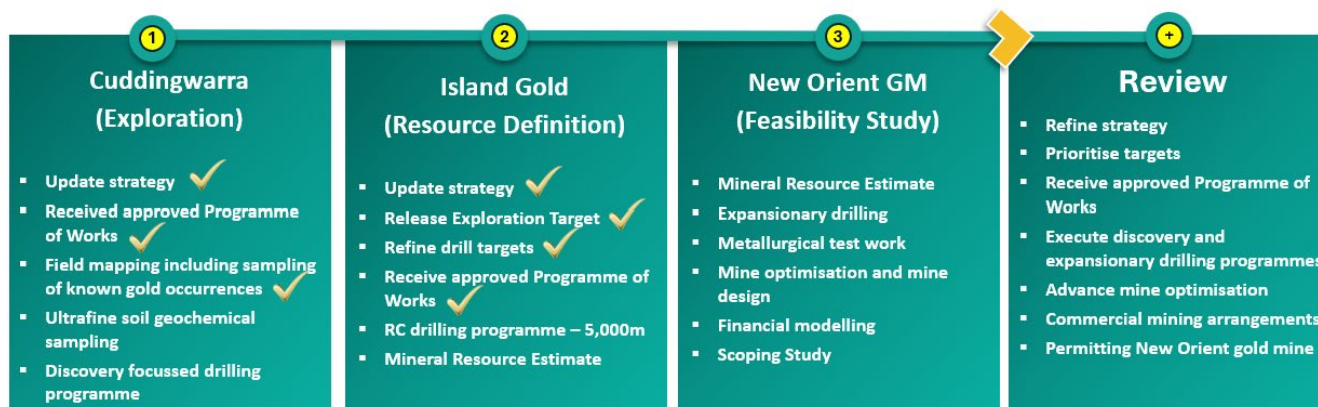 1
Cuddingwarra
(Exploration)
▪ Update strategy
▪ Received approved Programme
of Works
▪ Field mapping including sampling
of known gold occurrences
▪ Ultrafine soil geochemical
sampling
▪ Discovery focussed drilling
programme
2
Island Gold
(Resource Definition)
▪ Update strategy
▪ Release Exploration Target
▪ Refine drill targets
▪ Receive approved Programme of
Works
▪ RC drilling programme – 5,000m
▪ Mineral Resource Estimate
3
New Orient GM
(Feasibility Study)
▪ Mineral Resource Estimate
▪ Expansionary drilling
▪ Metallurgical test work
▪ Mine optimisation and mine
design
▪ Financial modelling
▪ Scoping Study
+
Review
▪ Refine strategy
▪ Prioritise targets
▪ Receive approved Programme of
Works
▪ Execute discovery and
expansionary drilling programmes
▪ Advance mine optimisation
▪ Commercial mining arrangements
▪ Permitting New Orient gold mine